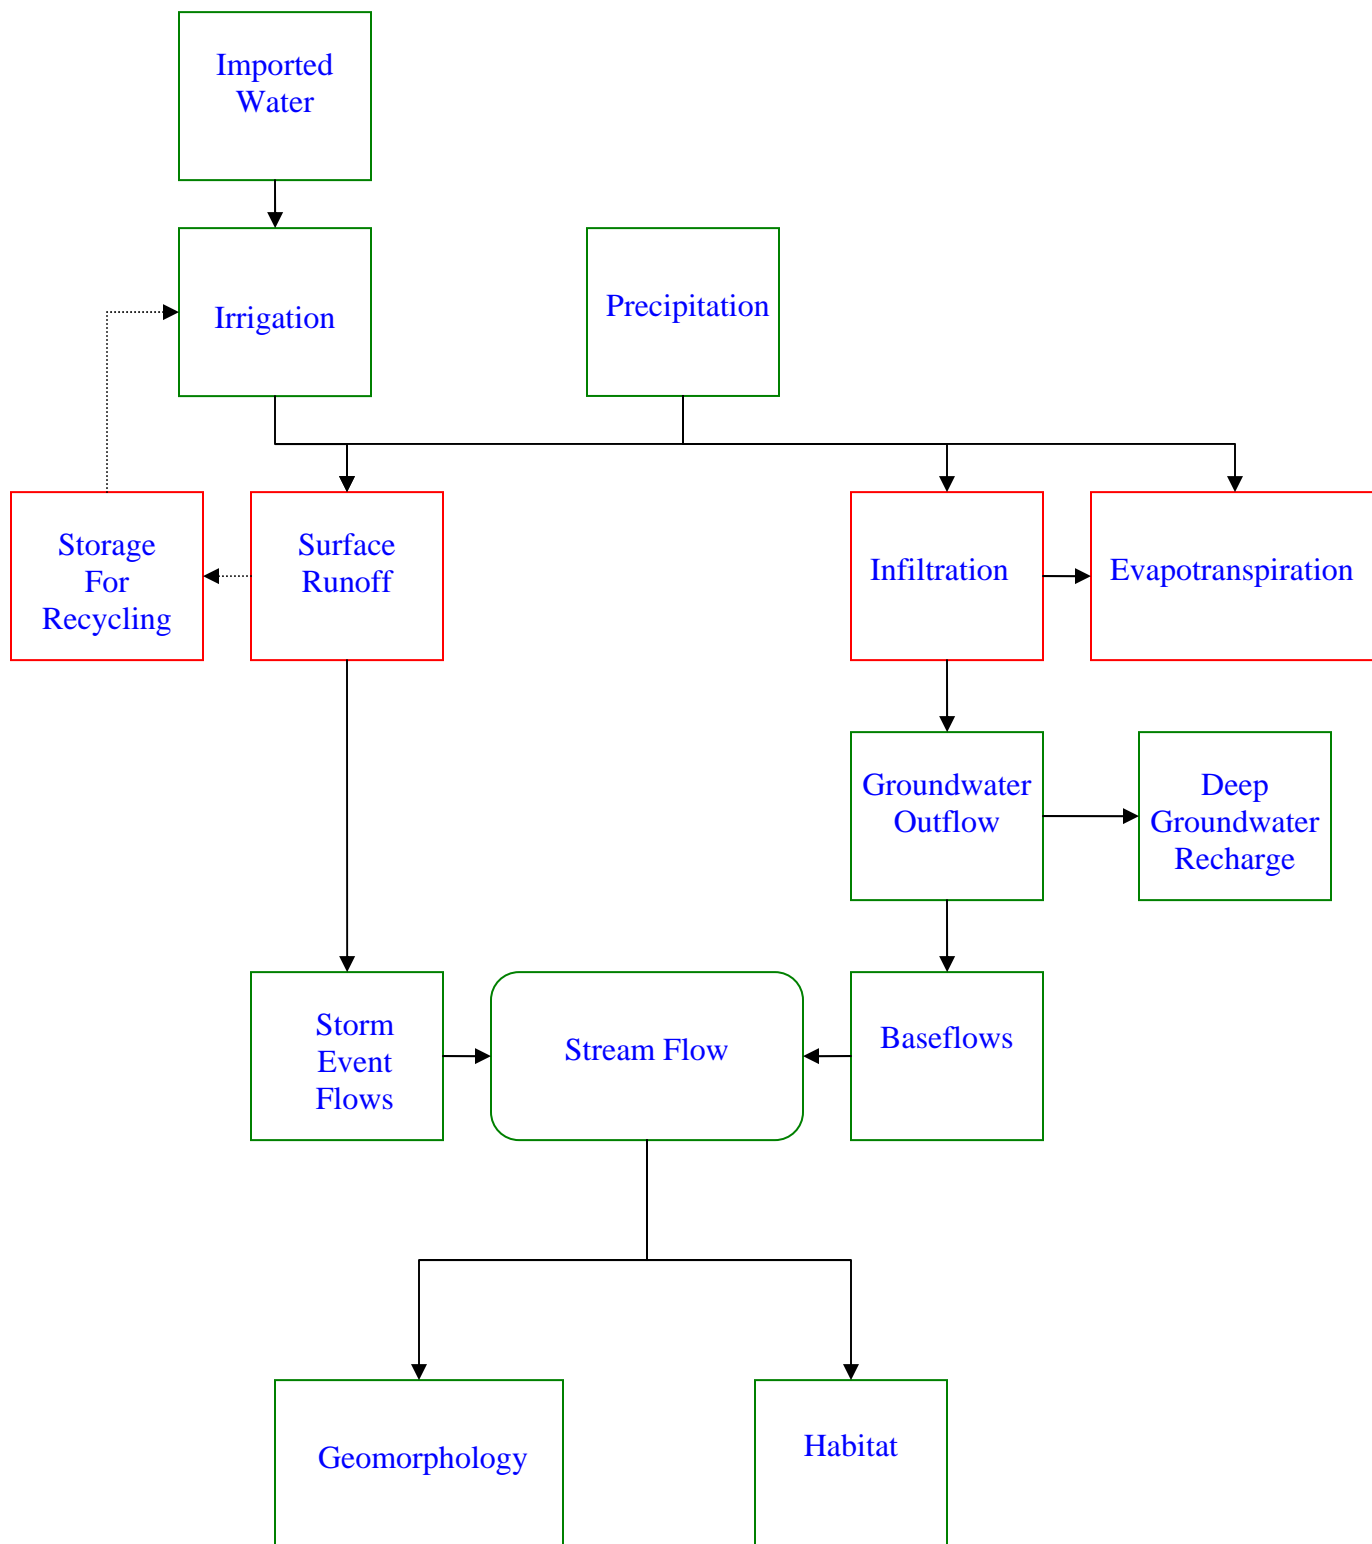 Imported
Water
Irrigation
Precipitation
Storage
For
Recycling
Surface
Runoff
Infiltration
Evapotranspiration
Groundwater
Outflow
Deep
Groundwater
Recharge
Storm
Event
Flows
Stream Flow
Baseflows
Geomorphology
Habitat